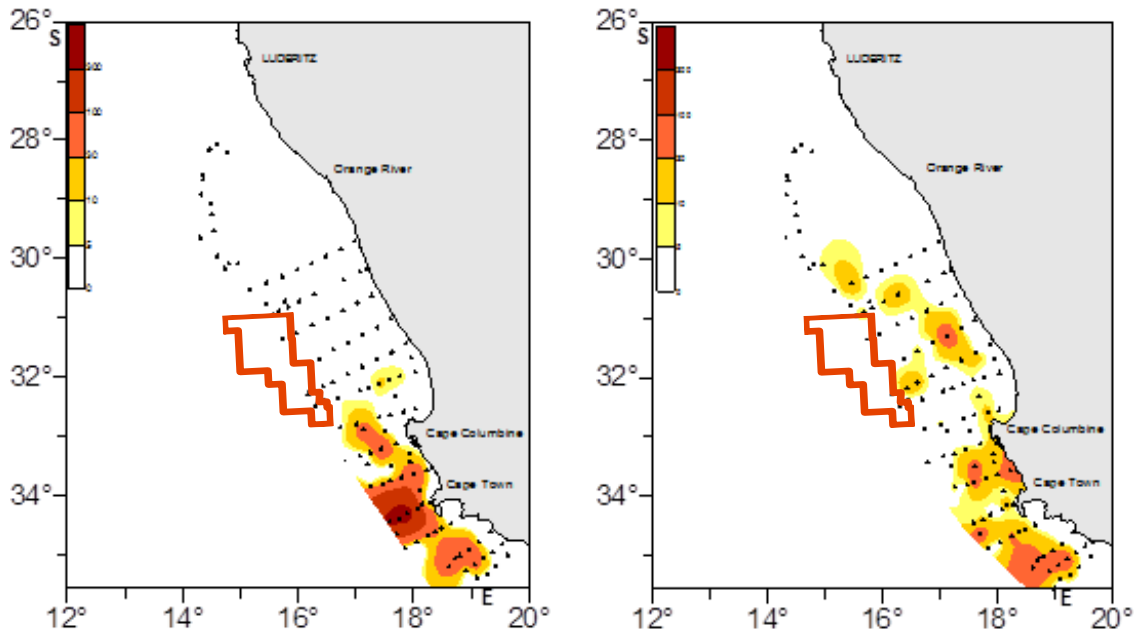 26°
S
LUDERITZ
28°
Orange River
30°
32°
Cape Columbine
34°
Cape Town
E
12°
14°
16°
18°
20°
26°
S
LUDERITZ
28°
Orange River
30°
32°
Cape Columbine
34°
Cape Town
E
12°
14°
16°
18°
20°